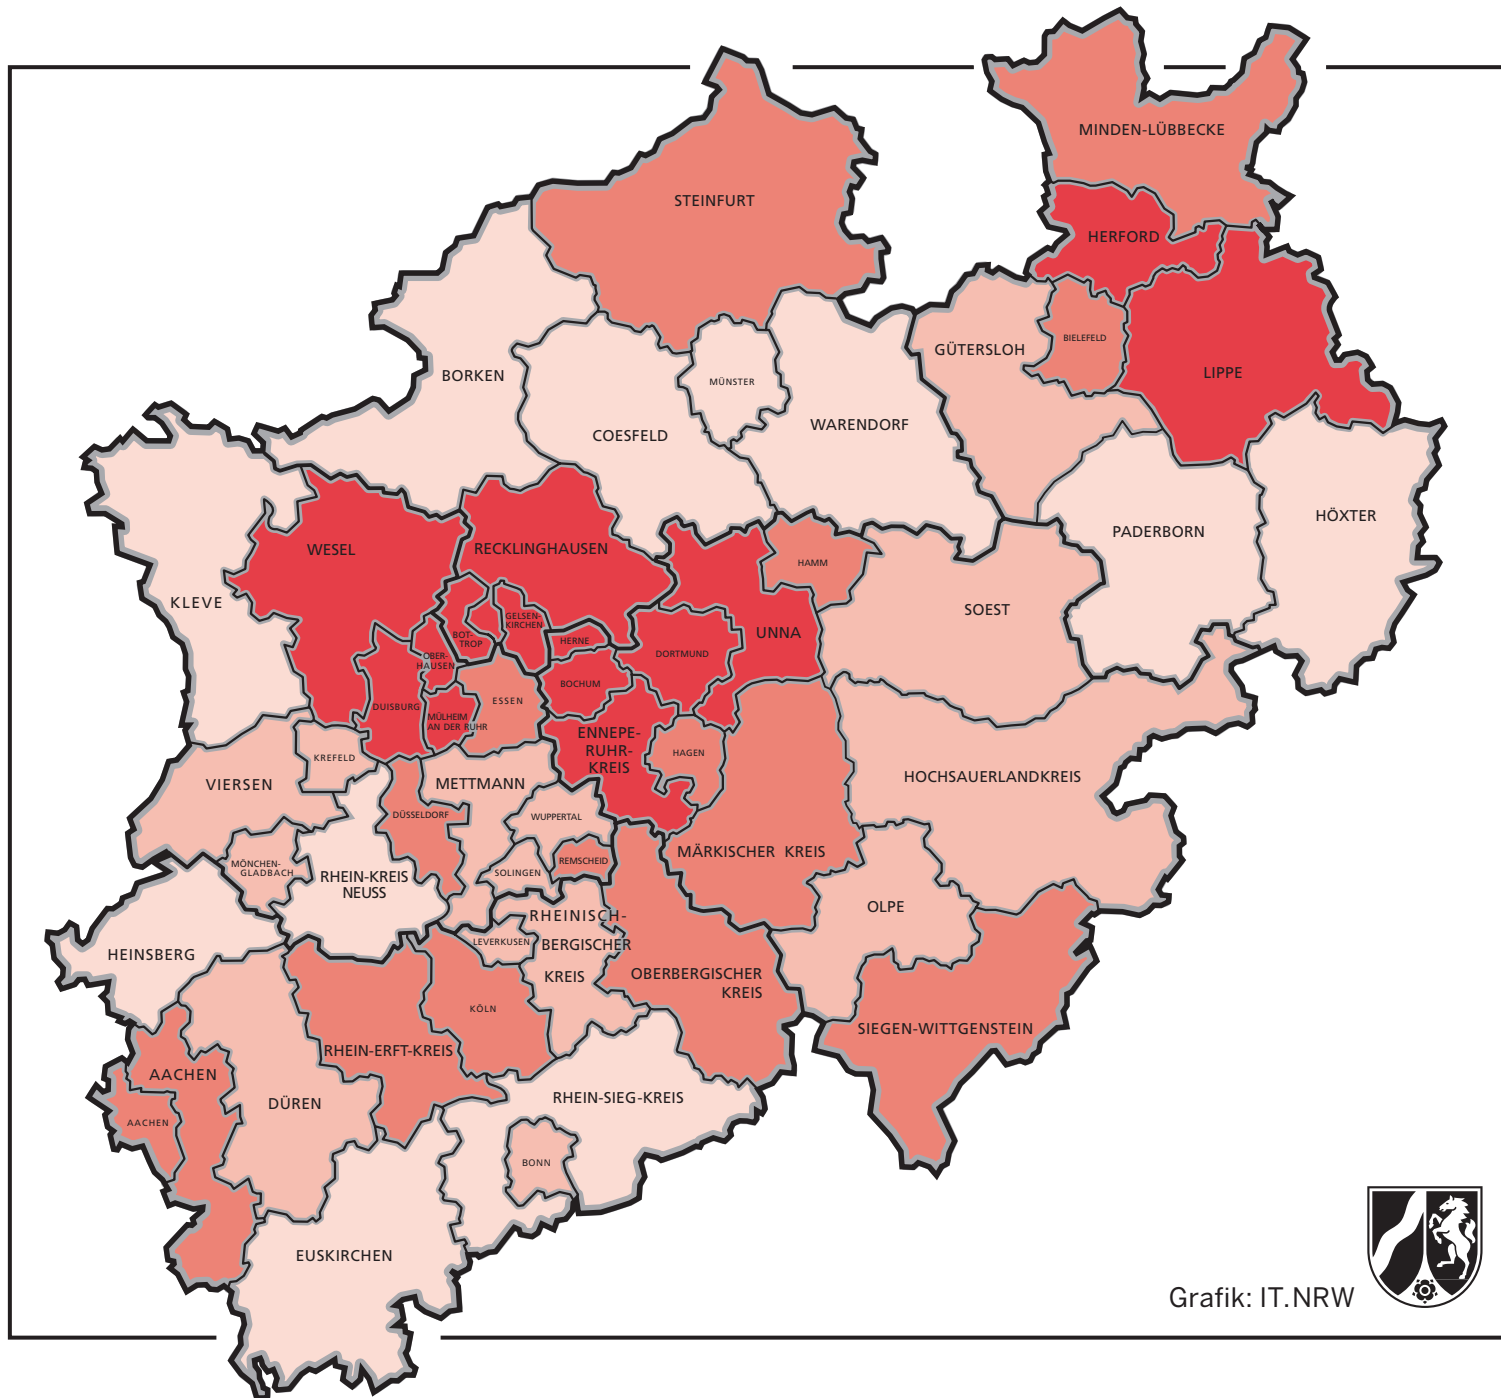 MINDEN-LÜBBECKE
STEINFURT
HERFORD
BIELEFELD
GÜTERSLOH
LIPPE
BORKEN
MÜNSTER
WARENDORF
COESFELD
HÖXTER
PADERBORN
WESEL
RECKLINGHAUSEN
HAMM
KLEVE
SOEST
GELSEN-
KIRCHEN
BOT-
TROP
HERNE
UNNA
DORTMUND
OBER-
HAUSEN
BOCHUM
DUISBURG
ESSEN
MÜLHEIM
AN DER RUHR
ENNEPE-
RUHR-
KREIS
HAGEN
KREFELD
HOCHSAUERLANDKREIS
VIERSEN
METTMANN
DÜSSELDORF
WUPPERTAL
MÄRKISCHER KREIS
REMSCHEID
MÖNCHEN-
GLADBACH
SOLINGEN
RHEIN-KREIS
NEUSS
OLPE
RHEINISCH-
BERGISCHER
KREIS
LEVERKUSEN
HEINSBERG
OBERBERGISCHER
KREIS
KÖLN
SIEGEN-WITTGENSTEIN
RHEIN-ERFT-KREIS
AACHEN
DÜREN
RHEIN-SIEG-KREIS
AACHEN
BONN
EUSKIRCHEN
Grafik: IT.NRW